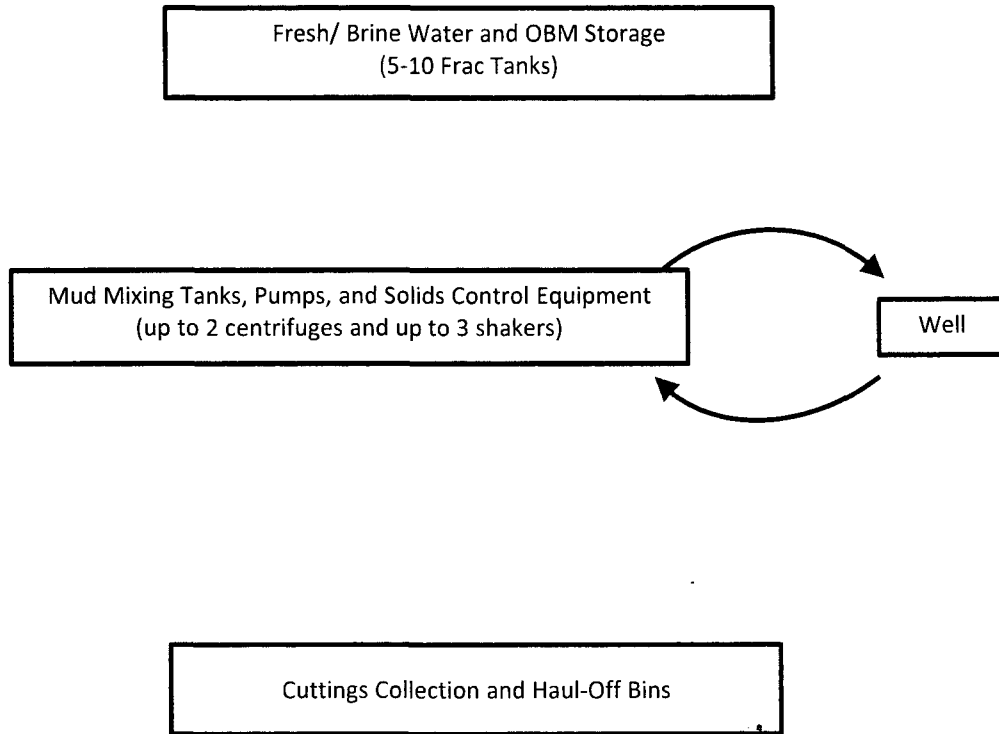 Fresh/ Brine Water and OBM Storage
(5-10 Frac Tanks)
Mud Mixing Tanks, Pumps, and Solids Control Equipment
(up to 2 centrifuges and up to 3 shakers)
Well
Cuttings Collection and Haul-Off Bins